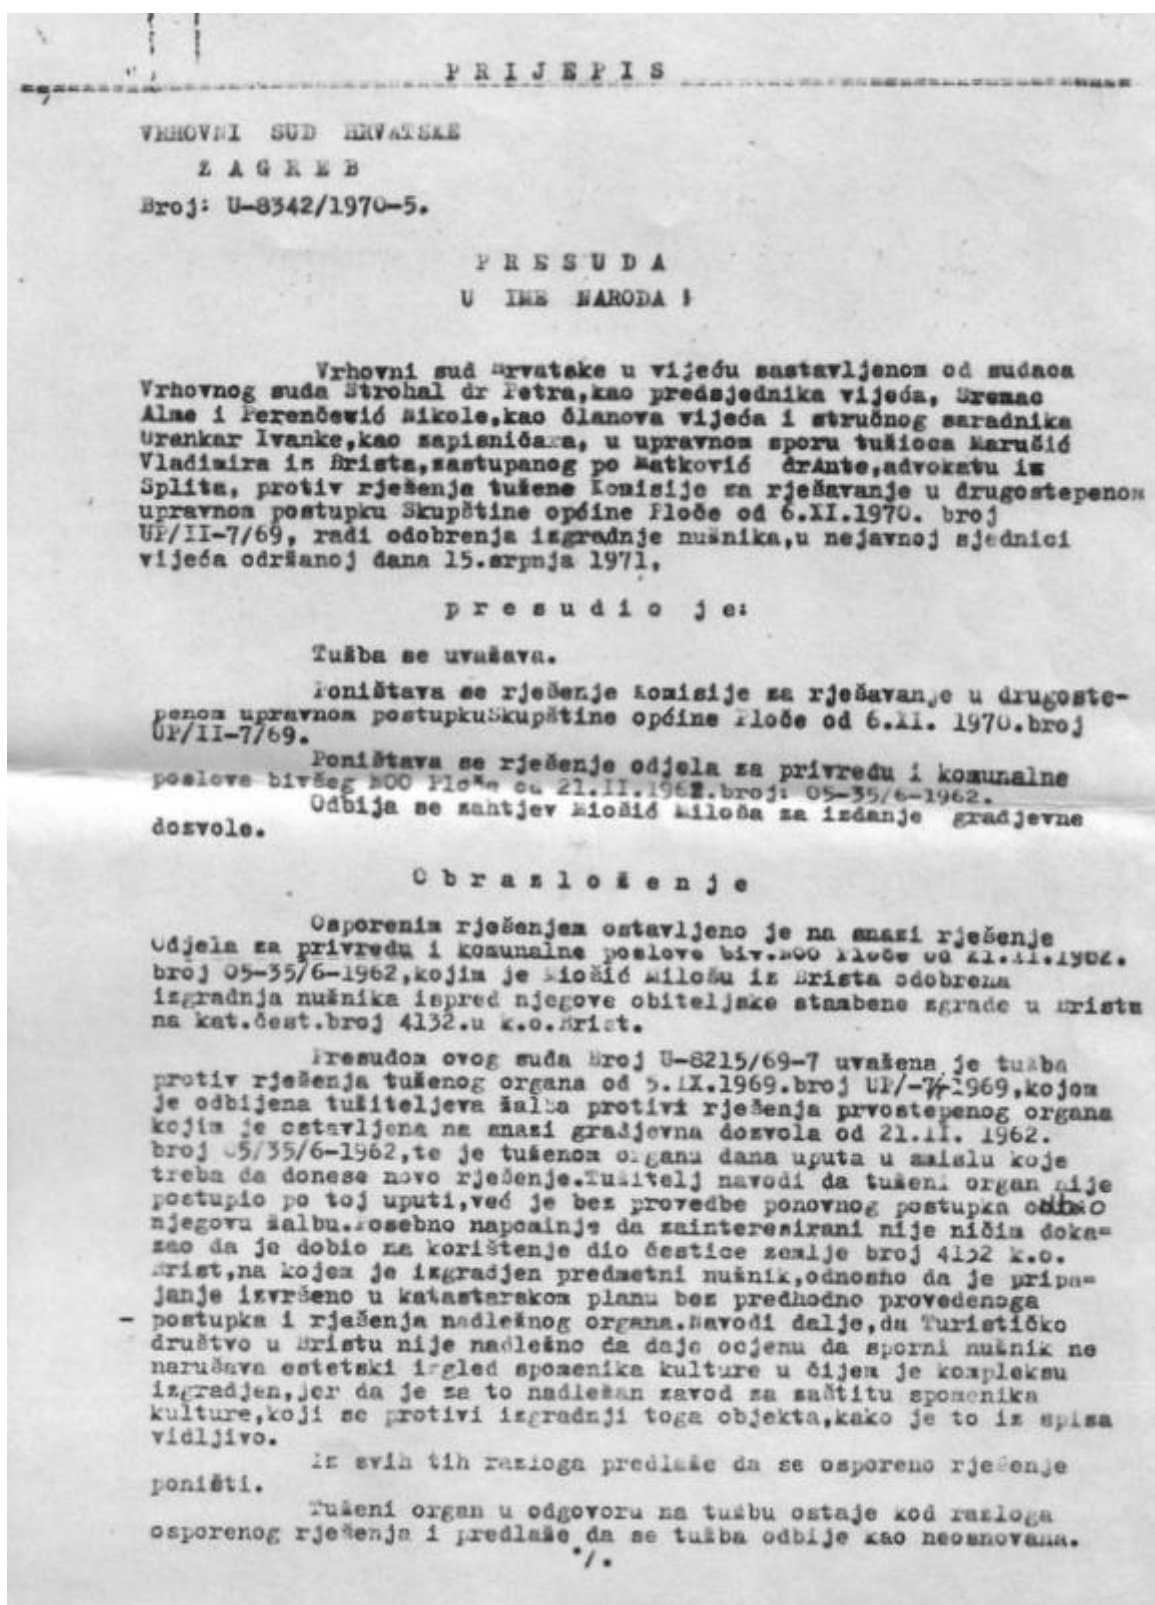 PRIJEPIS
VRHOVNI SUD HRVATSKE
ZAGREB
Broj: U-8342/1970-5.
PRESUDA
U IME NARODA !
Vrhovni sud Hrvatske u vijeću sastavljenom od sudaca
Vrhovnog suda Strohal dr Petra,kao predsjednika vijeća, Sremac
Alme i Ferenčević Nikole,kao članova vijeća i stručnog saradnika
Urankar Ivanke,kao zapisničara, u upravnom sporu tužioca Marušić
Vladimira iz Brista,zastupanog po Matković drAnte,advokatu iz
Splita, protiv rješenja tužene Komisije za rješavanje u drugostepenom
upravnom postupku Skupštine općine Ploče od 6.XI.1970. broj
UP/II-7/69, radi odobrenja izgradnje nužnika,u nejavnoj sjednici
vijeća održanoj dana 15.srpnja 1971,
presudio je:
Tužba se uvažava.
Poništava se rješenje Komisije za rješavanje u drugoste-
penom upravnom postupkuSkupštine općine Ploče od 6.XI. 1970.broj
UP/II-7/69.
Poništava se rješenje odjela za privredu i komunalne
poslove bivšeg NOO Ploče od 21.II.1962.broj: 05-35/6-1962.
Odbija se zahtjev Miošić Miloša za izdanje gradjevne
dozvole.
Obrazloženje
Osporenim rješenjem ostavljeno je na snazi rješenje
Odjela za privredu i komunalne poslove biv.NOO Ploče od 21.II.1962.
broj 05-35/6-1962,kojim je Miošić Milošu iz Brista odobrena
izgradnja nužnika ispred njegove obiteljske stambene zgrade u Bristu
na kat.čest.broj 4132.u k.o.Brist.
Presudom ovog suda Broj U-8215/69-7 uvažena je tužba
protiv rješenja tuženog organa od 5.IX.1969.broj UP/-7/1969,kojom
je odbijena tužiteljeva žalba protivi rješenja prvostepenog organa
kojim je ostavljena na snazi gradjevna dozvola od 21.II. 1962.
broj 05/35/6-1962,te je tuženom organu dana uputa u smislu koje
treba da donese novo rješenje.Tužitelj navodi da tuženi organ nije
postupio po toj uputi,već je bez provedbe ponovnog postupka odbio
njegovu žalbu.Posebno napominje da zainteresirani nije ničim doka=
zao da je dobio na korištenje dio čestice zemlje broj 4132 k.o.
Brist,na kojem je izgradjen predmetni nužnik,odnosno da je pripa=
janje izvršeno u katastarskom planu bez predhodno provedenoga
- postupka i rješenja nadležnog organa.Navodi dalje,da Turističko
društvo u Bristu nije nadležno da daje ocjenu da sporni nužnik ne
narušava estetski izgled spomenika kulture u čijem je kompleksu
izgradjen,jer da je za to nadležan zavod za zaštitu spomenika
kulture,koji se protivi izgradnji toga objekta,kako je to iz spisa
vidljivo.
Iz svih tih razloga predlaže da se osporeno rješenje
poništi.
Tuženi organ u odgovoru na tužbu ostaje kod razloga
osporenog rješenja i predlaže da se tužba odbije kao neosnovana.
•/.